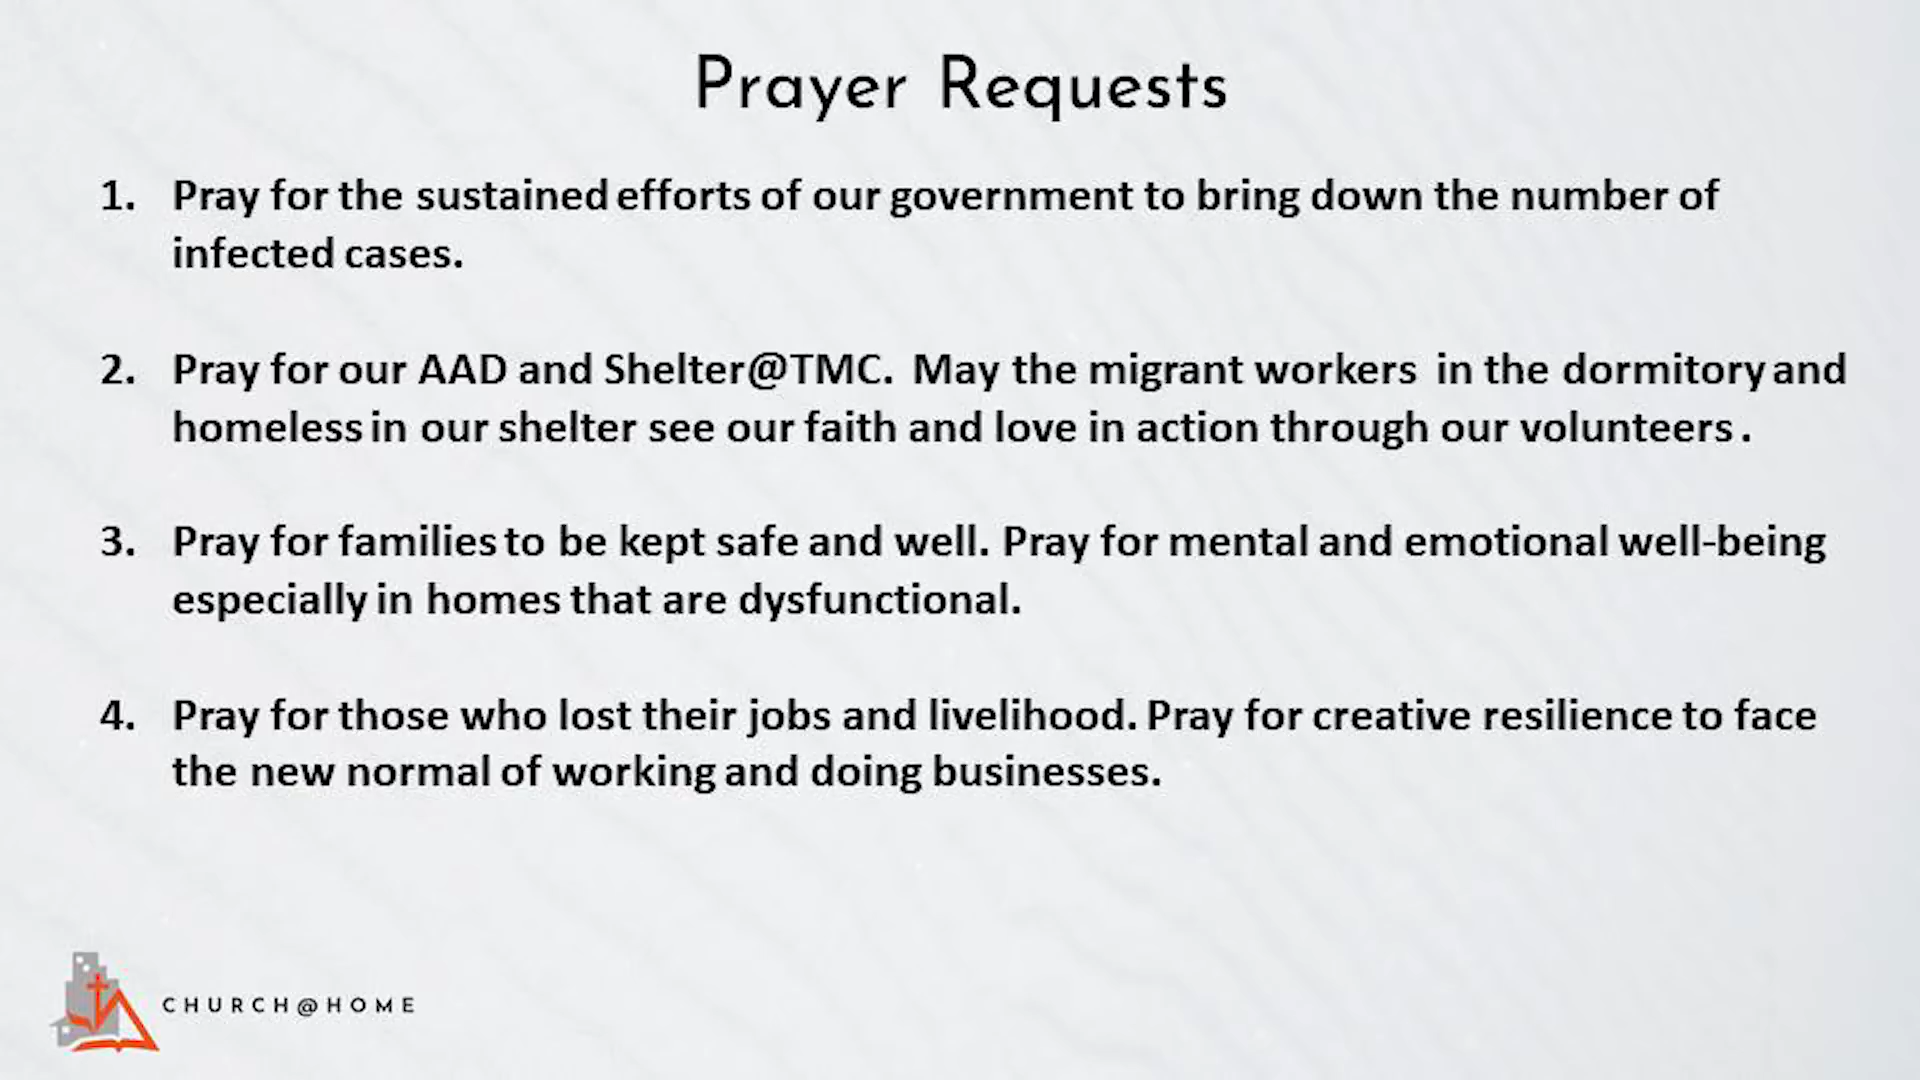 Prayer Requests
1. Pray for the sustained efforts of our government to bring down the number of
infected cases.
2. Pray for our AAD and Shelter@TMC. May the migrant workers in the dormitory and
homeless in our shelter see our faith and love in action through our volunteers .
3. Pray for families to be kept safe and well. Pray for mental and emotional well-being
especially in homes that are dysfunctional.
4. Pray for those who lost their jobs and livelihood. Pray for creative resilience to face
the new normal of working and doing businesses.
CHURCH@HOME